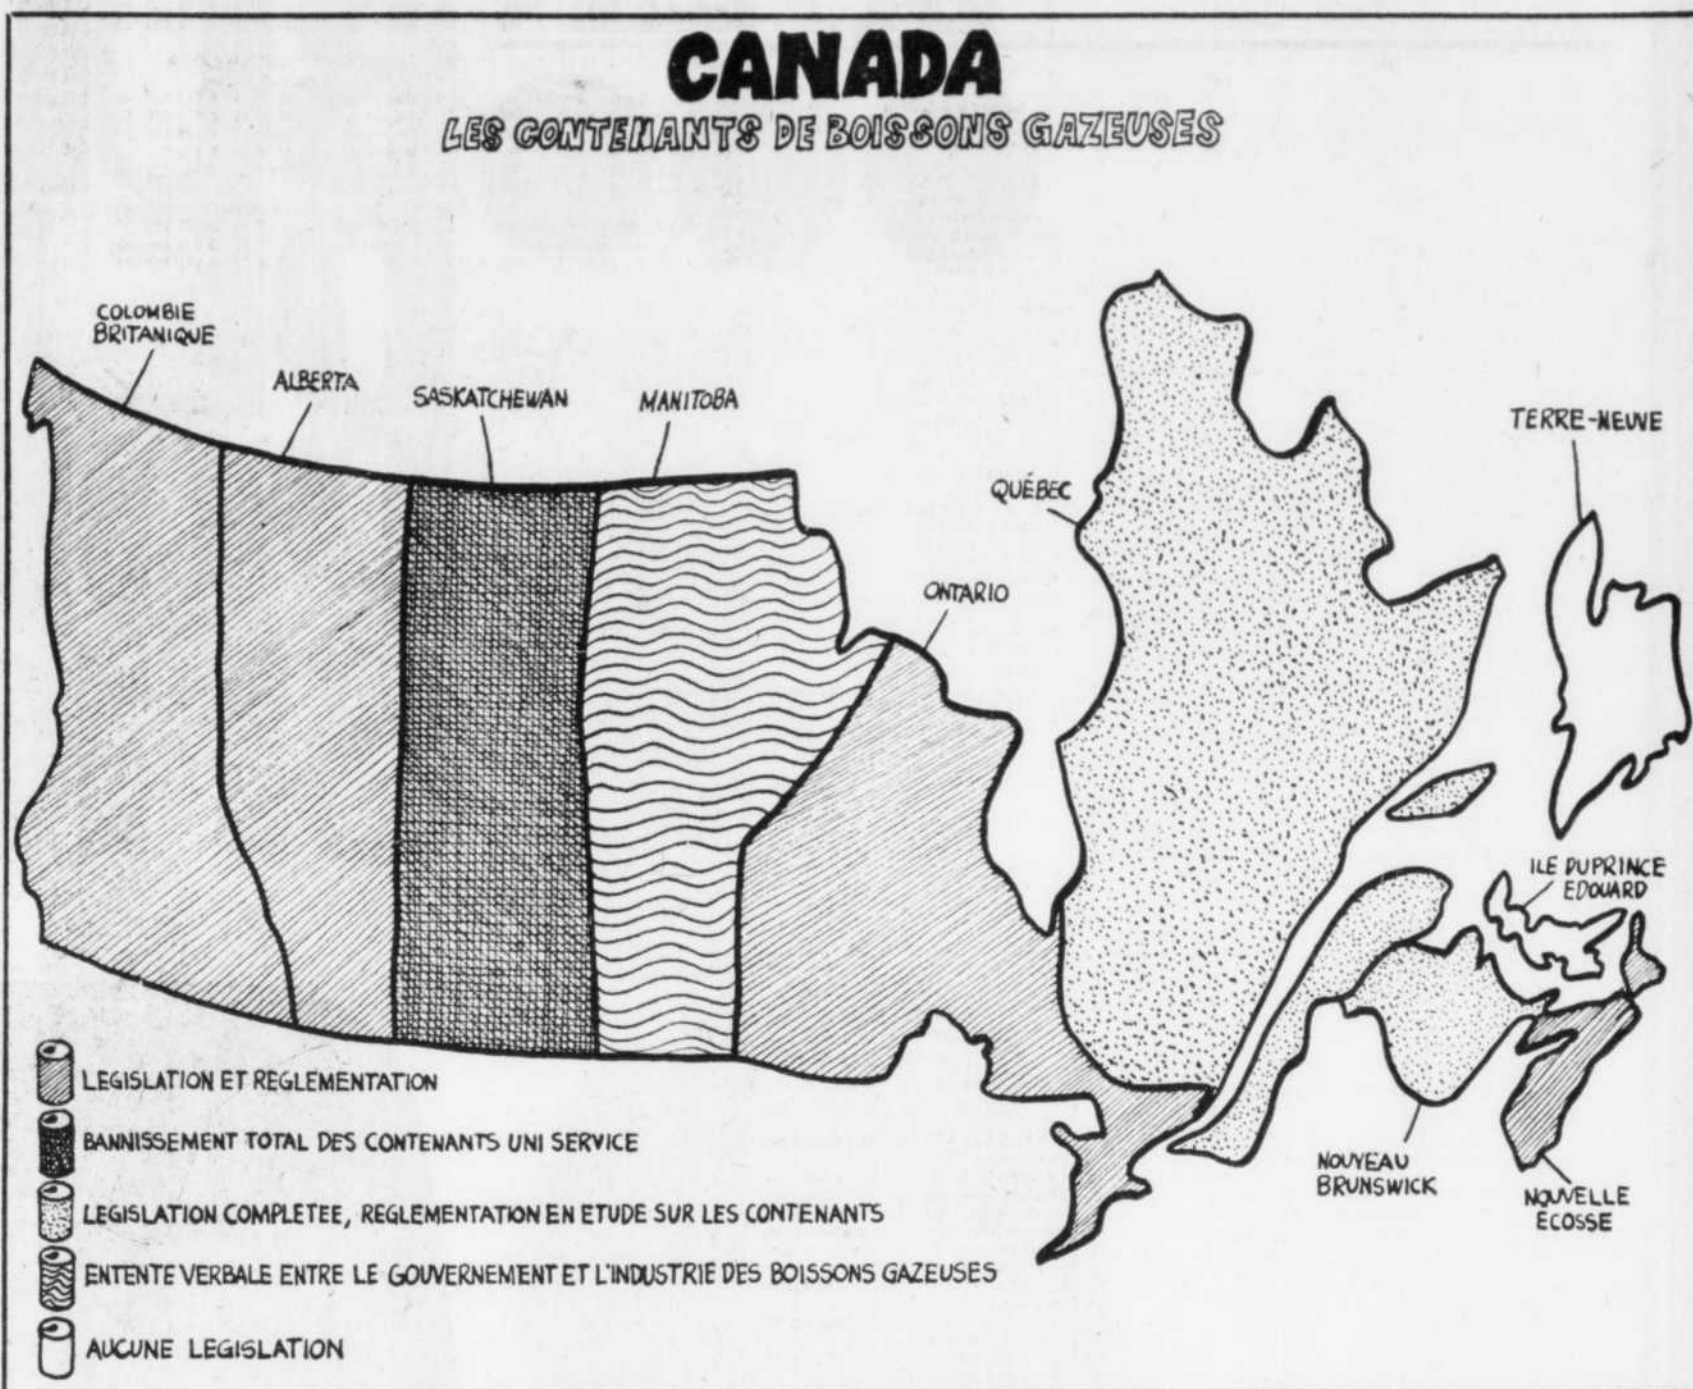 CANADA
LES CONTENANTS DE BOISSONS GAZEUSES
COLOMBIE
BRITANIQUE
ALBERTA
SASKATCHEWAN
MANITOBA
ONTARIO
QUÉBEC
TERRE-NEUVE
ILE DU PRINCE
EDOUARD
NOUVEAU
BRUNSWICK
NOUVELLE
ECOSSE
LEGISLATION ET REGLEMENTATION
BANNISSEMENT TOTAL DES CONTENANTS UNI SERVICE
LEGISLATION COMPLETEE, REGLEMENTATION EN ETUDE SUR LES CONTENANTS
ENTENTE VERBALE ENTRE LE GOUVERNEMENT ET L'INDUSTRIE DES BOISSONS GAZEUSES
AUCUNE LEGISLATION